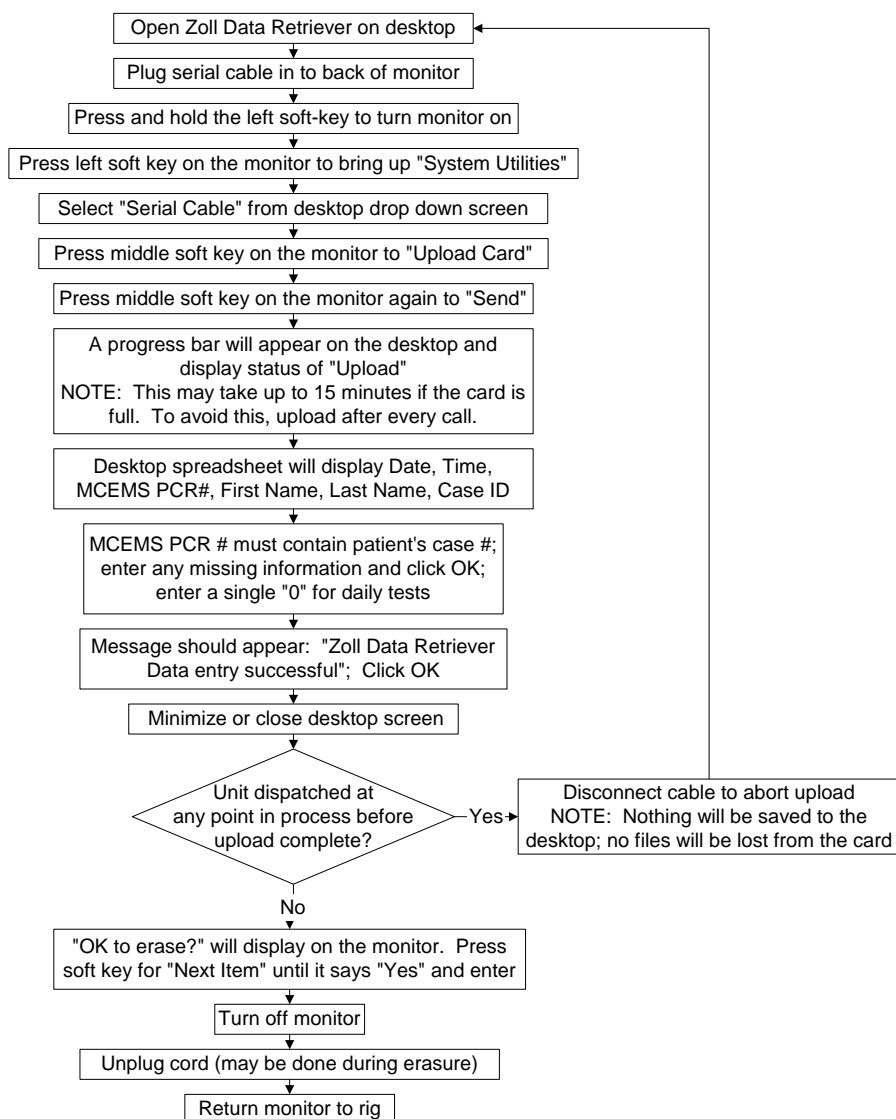 Open Zoll Data Retriever on desktop
Plug serial cable in to back of monitor
Press and hold the left soft-key to turn monitor on
Press left soft key on the monitor to bring up "System Utilities"
Select "Serial Cable" from desktop drop down screen
Press middle soft key on the monitor to "Upload Card"
Press middle soft key on the monitor again to "Send"
A progress bar will appear on the desktop and
display status of "Upload"
NOTE:  This may take up to 15 minutes if the card is
full.  To avoid this, upload after every call.
Desktop spreadsheet will display Date, Time,
MCEMS PCR#, First Name, Last Name, Case ID
MCEMS PCR # must contain patient's case #;
enter any missing information and click OK;
enter a single "0" for daily tests
Message should appear:  "Zoll Data Retriever
Data entry successful";  Click OK
Minimize or close desktop screen
Unit dispatched at
any point in process before
upload complete?
Yes
Disconnect cable to abort upload
NOTE:  Nothing will be saved to the
desktop; no files will be lost from the card
No
"OK to erase?" will display on the monitor.  Press
soft key for "Next Item" until it says "Yes" and enter
Turn off monitor
Unplug cord (may be done during erasure)
Return monitor to rig